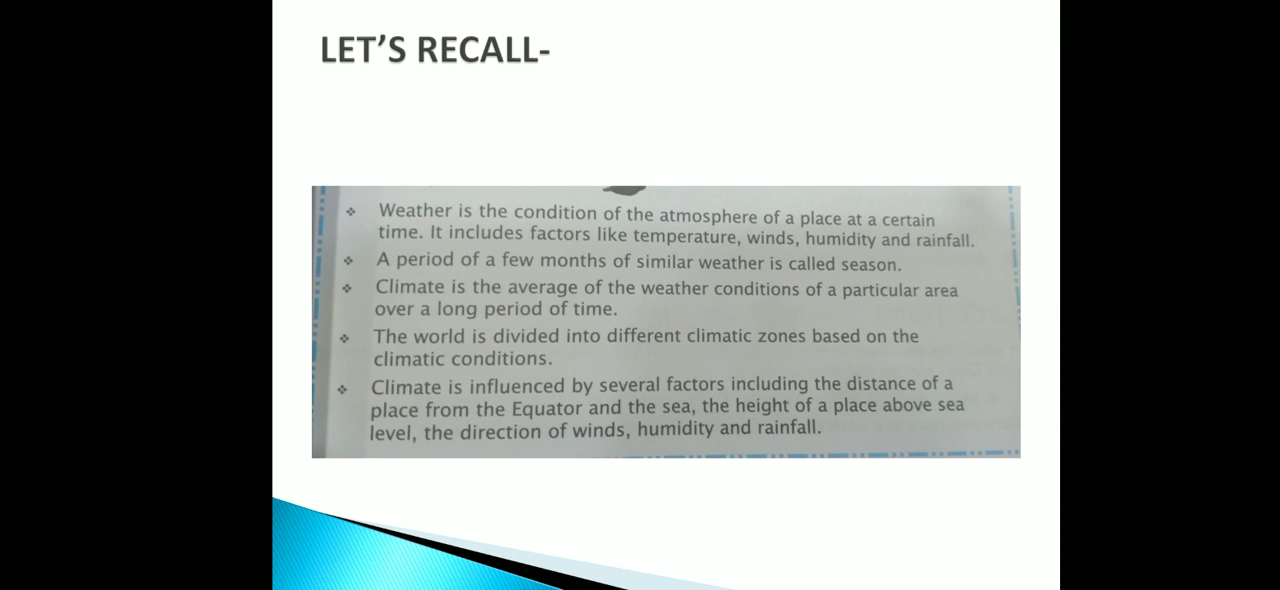 LET'S RECALL-
❖ Weather is the condition of the atmosphere of a place at a certain
time. It includes factors like temperature, winds, humidity and rainfall.
❖ A period of a few months of similar weather is called season.
❖ Climate is the average of the weather conditions of a particular area
over a long period of time.
❖ The world is divided into different climatic zones based on the
climatic conditions.
❖ Climate is influenced by several factors including the distance of a
place from the Equator and the sea, the height of a place above sea
level, the direction of winds, humidity and rainfall.